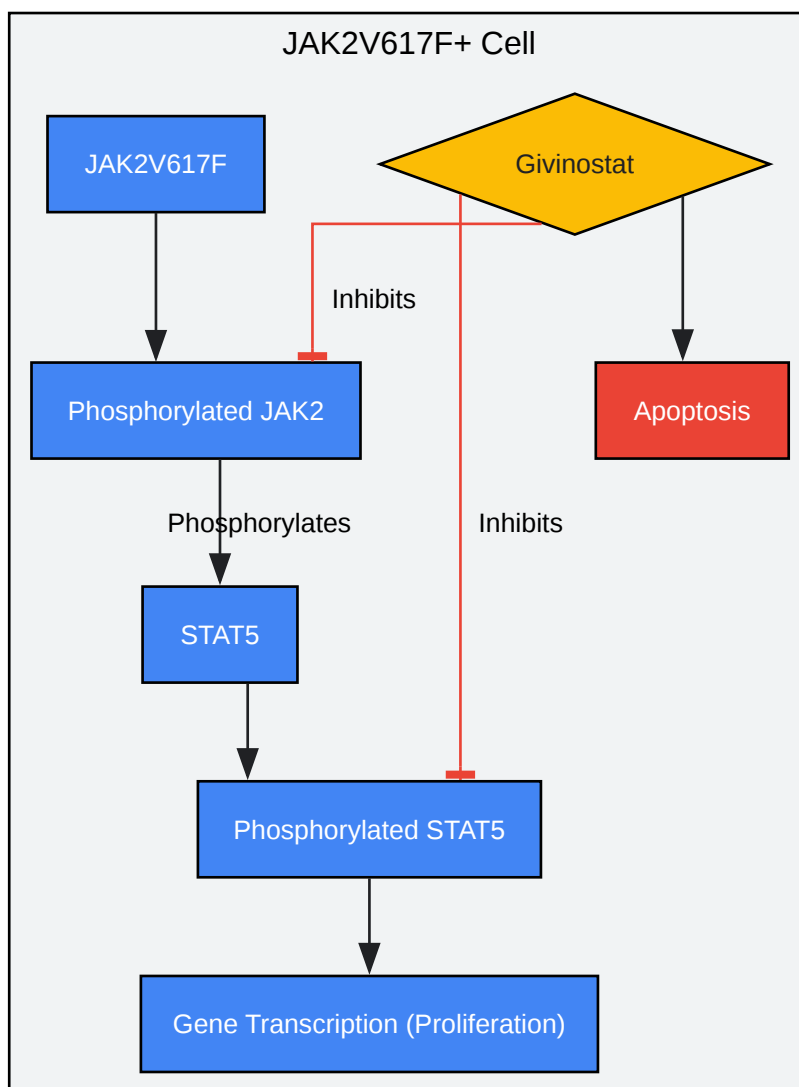 JAK2V617F+ Cell
JAK2V617F
Givinostat
Inhibits
Phosphorylated JAK2
Apoptosis
Phosphorylates
Inhibits
STAT5
Phosphorylated STAT5
Gene Transcription (Proliferation)